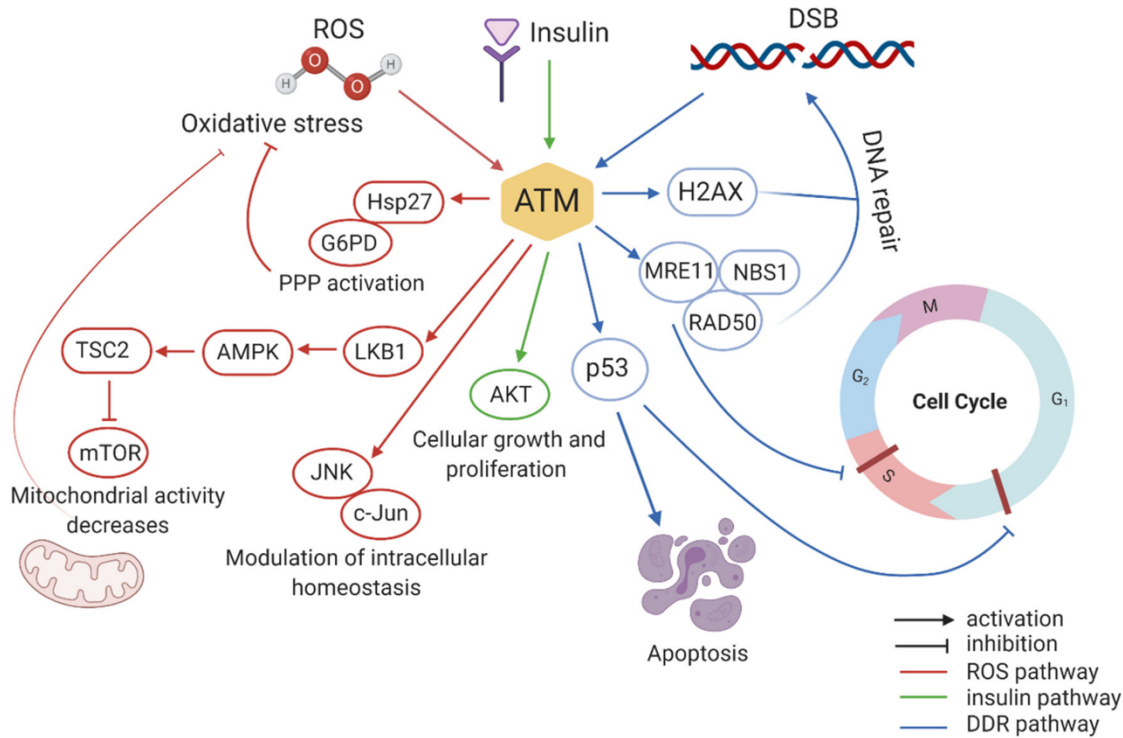 ROS
Insulin
DSB
H
O
O
H
Oxidative stress
DNA repair
ATM
Hsp27
H2AX
G6PD
MRE11
NBS1
PPP activation
RAD50
M
TSC2
AMPK
LKB1
p53
G2
Cell Cycle
G1
AKT
mTOR
Cellular growth and
proliferation
JNK
S
Mitochondrial activity
decreases
c-Jun
Modulation of intracellular
homeostasis
Apoptosis
activation
inhibition
ROS pathway
insulin pathway
DDR pathway